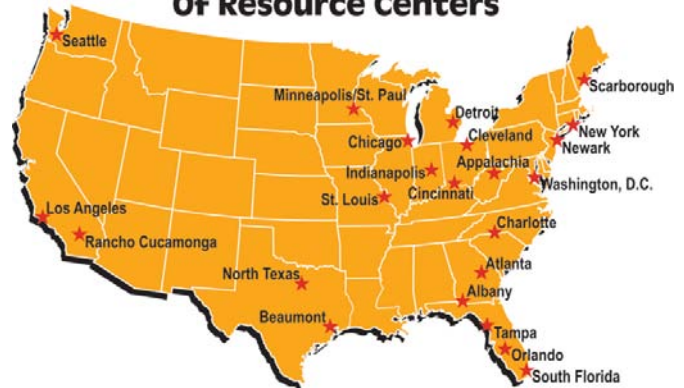 Of Resource Centers
Seattle
Scarborough
Minneapolis/St. Paul
Detroit
New York
Chicago
Cleveland
Newark
Appalachia
Indianapolis
Washington, D.C.
St. Louis
Cincinnati
Los Angeles
Charlotte
Rancho Cucamonga
Atlanta
North Texas
Albany
Beaumont
Tampa
Orlando
South Florida